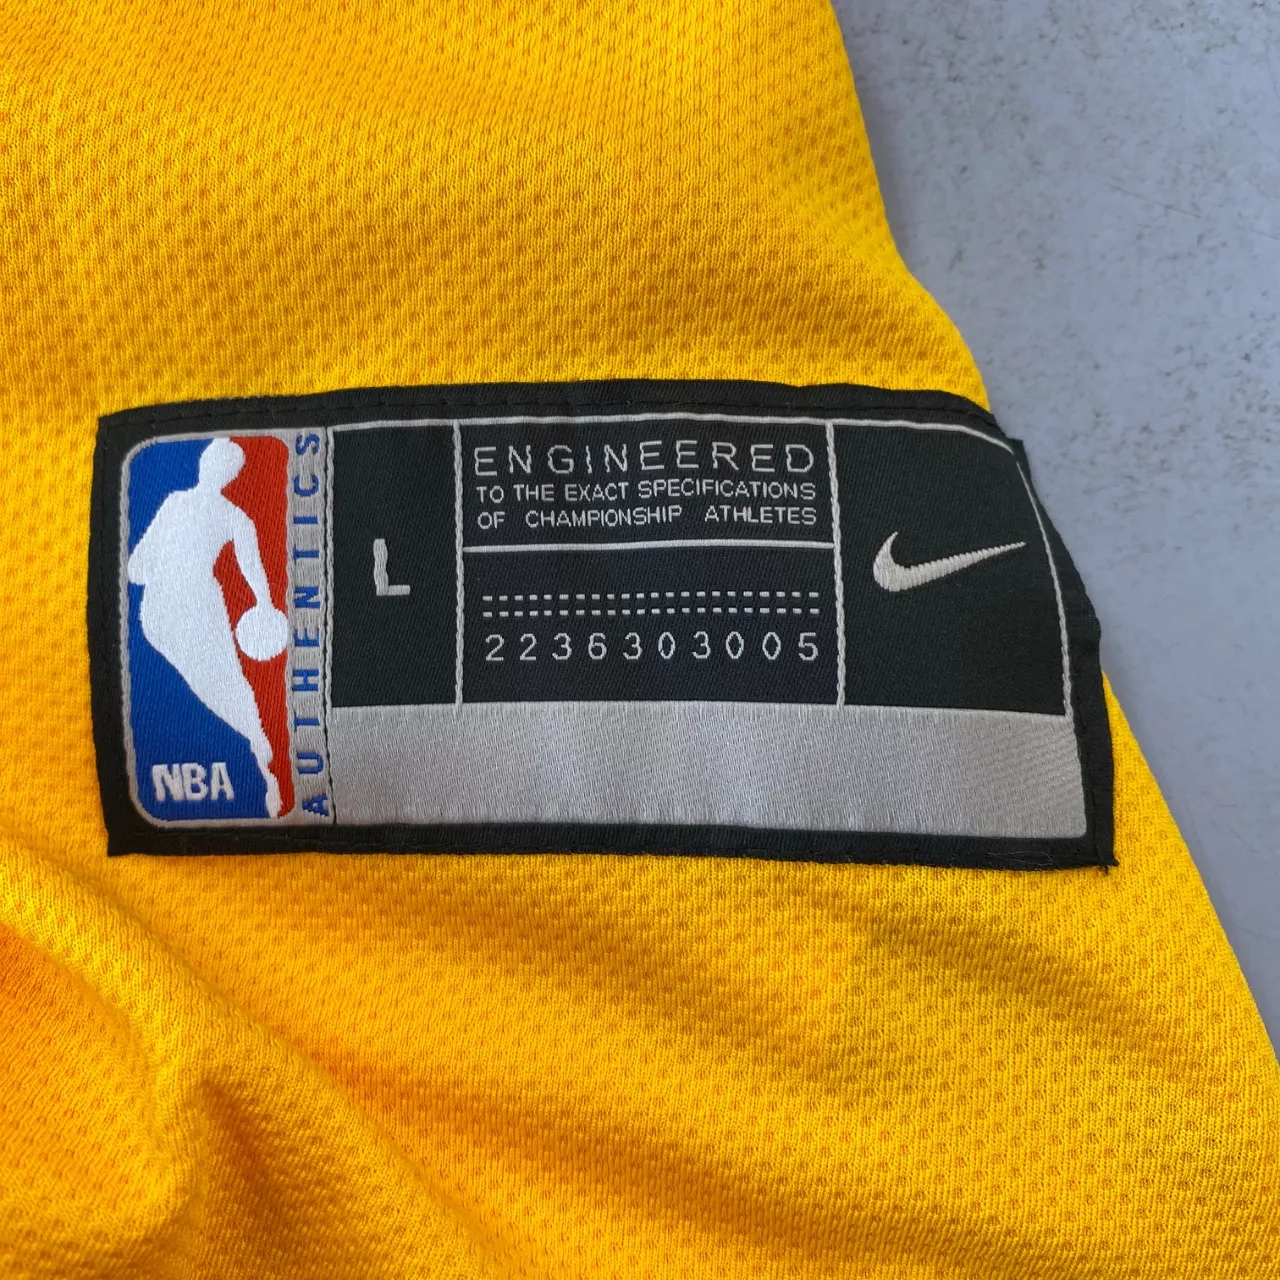 NBA
AUTHENTICS
L
ENGINEERED
TO THE EXACT SPECIFICATIONS
OF CHAMPIONSHIP ATHLETES
2236303005